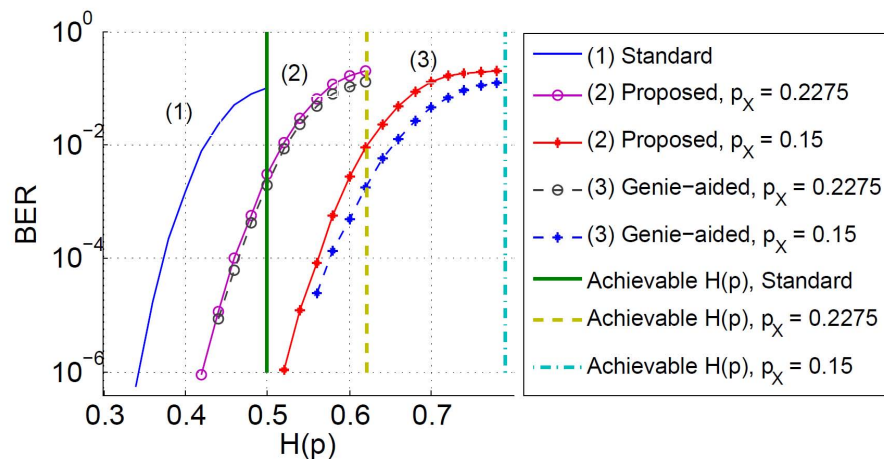 10^0
10^-2
10^-4
10^-6
BER
(1)
(2)
(3)
0.3 0.4 0.5 0.6 0.7
H(p)
(1) Standard
(2) Proposed, p_X = 0.2275
(2) Proposed, p_X = 0.15
(3) Genie-aided, p_X = 0.2275
(3) Genie-aided, p_X = 0.15
Achievable H(p), Standard
Achievable H(p), p_X = 0.2275
Achievable H(p), p_X = 0.15